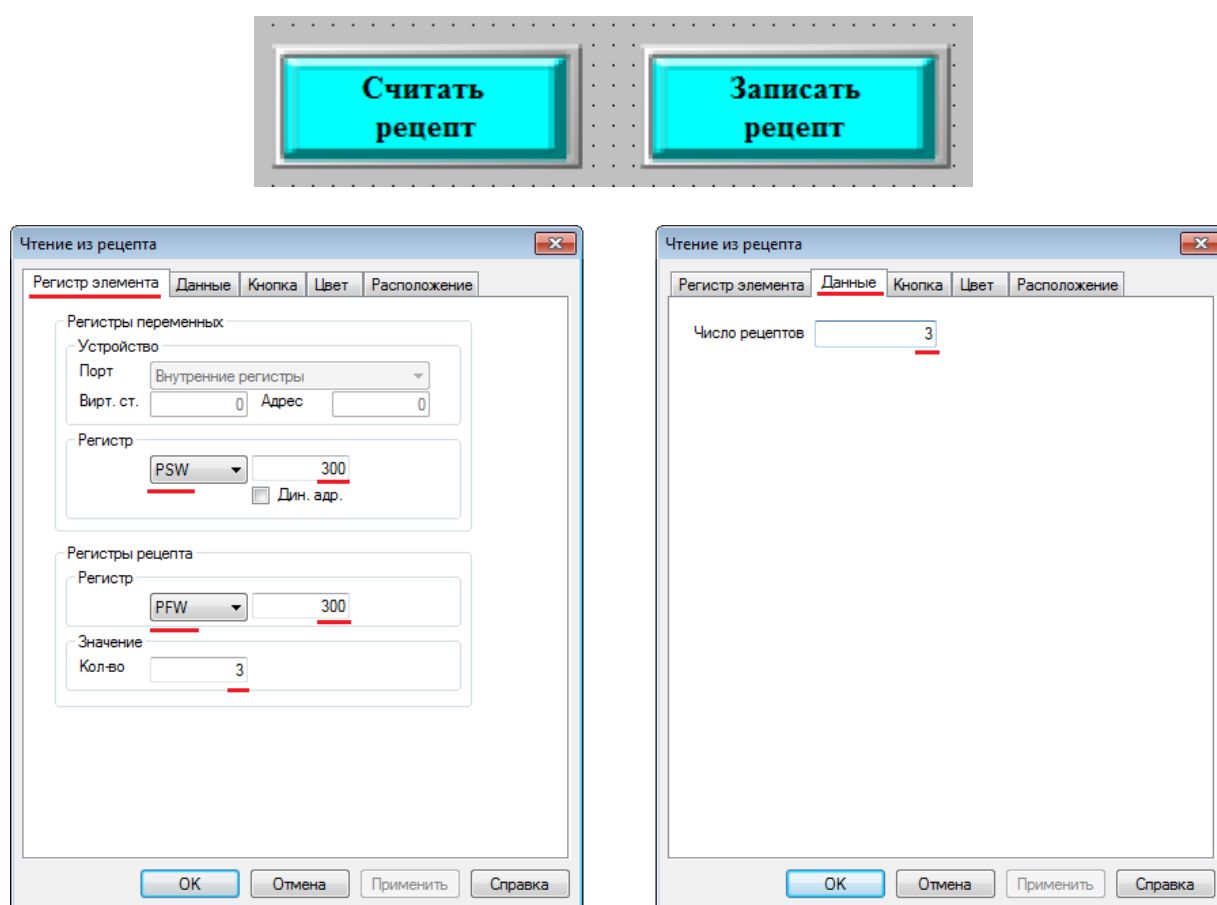 Считать
рецепт
Записать
рецепт
Чтение из рецепта
Регистр элемента Данные Кнопка Цвет Расположение
Регистры переменных
Устройство
Порт Внутренние регистры
Вирт. ст. 0 Адрес 0
Регистр
PSW 300
Дин. адр.
Регистры рецепта
Регистр
PFW 300
Значение
Кол-во 3
OK Отмена Применить Справка
Чтение из рецепта
Регистр элемента Данные Кнопка Цвет Расположение
Число рецептов 3
OK Отмена Применить Справка